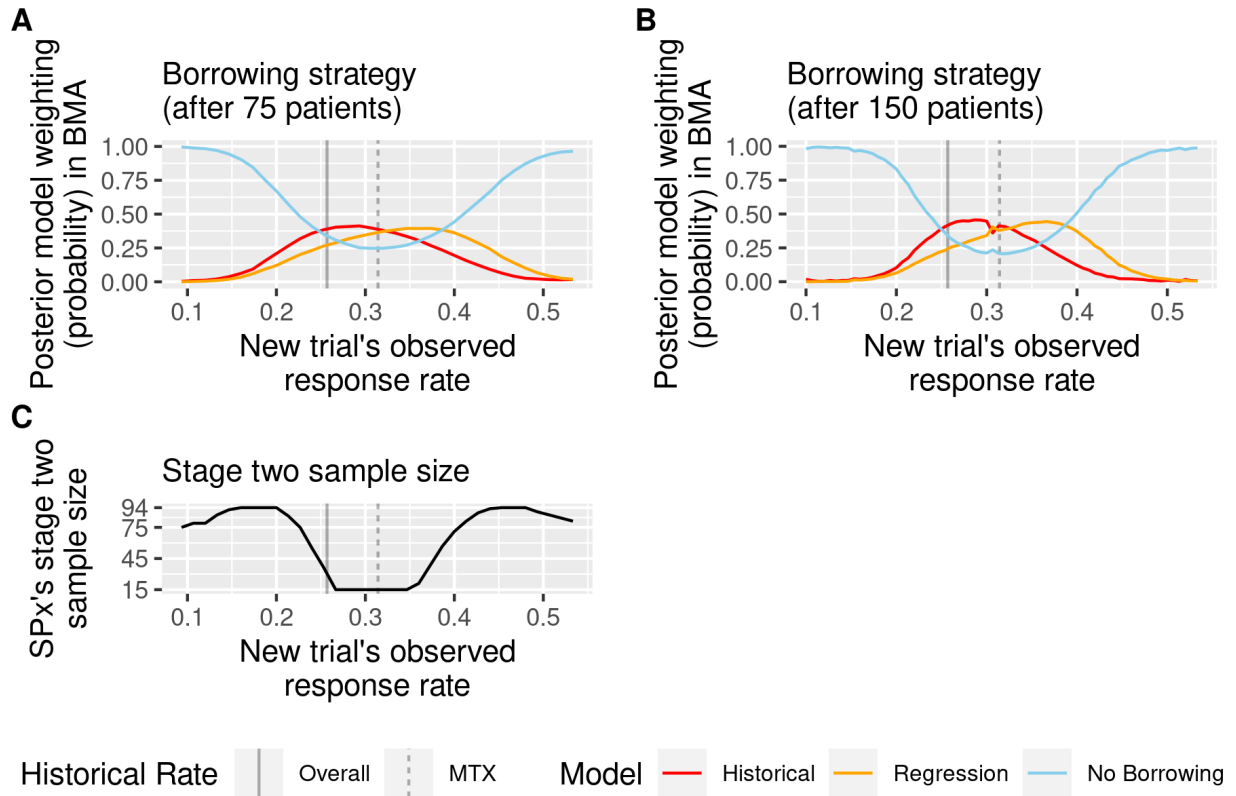 A
Posterior model weighting
(probability) in BMA
Borrowing strategy
(after 75 patients)
1.00
0.75
0.50
0.25
0.00
0.1 0.2 0.3 0.4 0.5
New trial's observed
response rate
B
Posterior model weighting
(probability) in BMA
Borrowing strategy
(after 150 patients)
1.00
0.75
0.50
0.25
0.00
0.1 0.2 0.3 0.4 0.5
New trial's observed
response rate
C
SPx's stage two
sample size
Stage two sample size
94
75
45
15
0.1 0.2 0.3 0.4 0.5
New trial's observed
response rate
Historical Rate Overall MTX Model Historical Regression No Borrowing